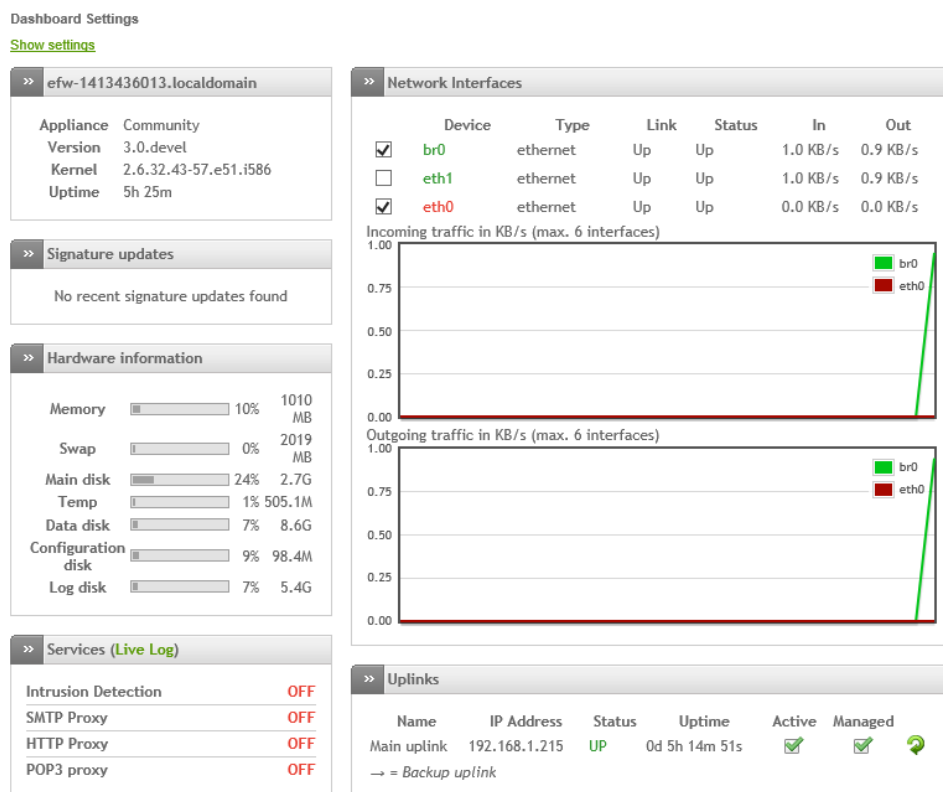 Dashboard Settings
Show settings
» efw-1413436013.localdomain
Appliance Community
Version 3.0.devel
Kernel 2.6.32.43-57.e51.i586
Uptime 5h 25m
» Signature updates
No recent signature updates found
» Hardware information
Memory 10% 1010 MB
Swap 0% 2019 MB
Main disk 24% 2.7G
Temp 1% 505.1M
Data disk 7% 8.6G
Configuration disk 9% 98.4M
Log disk 7% 5.4G
» Services (Live Log)
Intrusion Detection OFF
SMTP Proxy OFF
HTTP Proxy OFF
POP3 proxy OFF
» Network Interfaces
Device Type Link Status In Out
br0 ethernet Up Up 1.0 KB/s 0.9 KB/s
eth1 ethernet Up Up 1.0 KB/s 0.9 KB/s
eth0 ethernet Up Up 0.0 KB/s 0.0 KB/s
Incoming traffic in KB/s (max. 6 interfaces)
1.00
br0
eth0
0.75
0.50
0.25
0.00
Outgoing traffic in KB/s (max. 6 interfaces)
1.00
br0
eth0
0.75
0.50
0.25
0.00
» Uplinks
Name IP Address Status Uptime Active Managed
Main uplink 192.168.1.215 UP 0d 5h 14m 51s
→ = Backup uplink